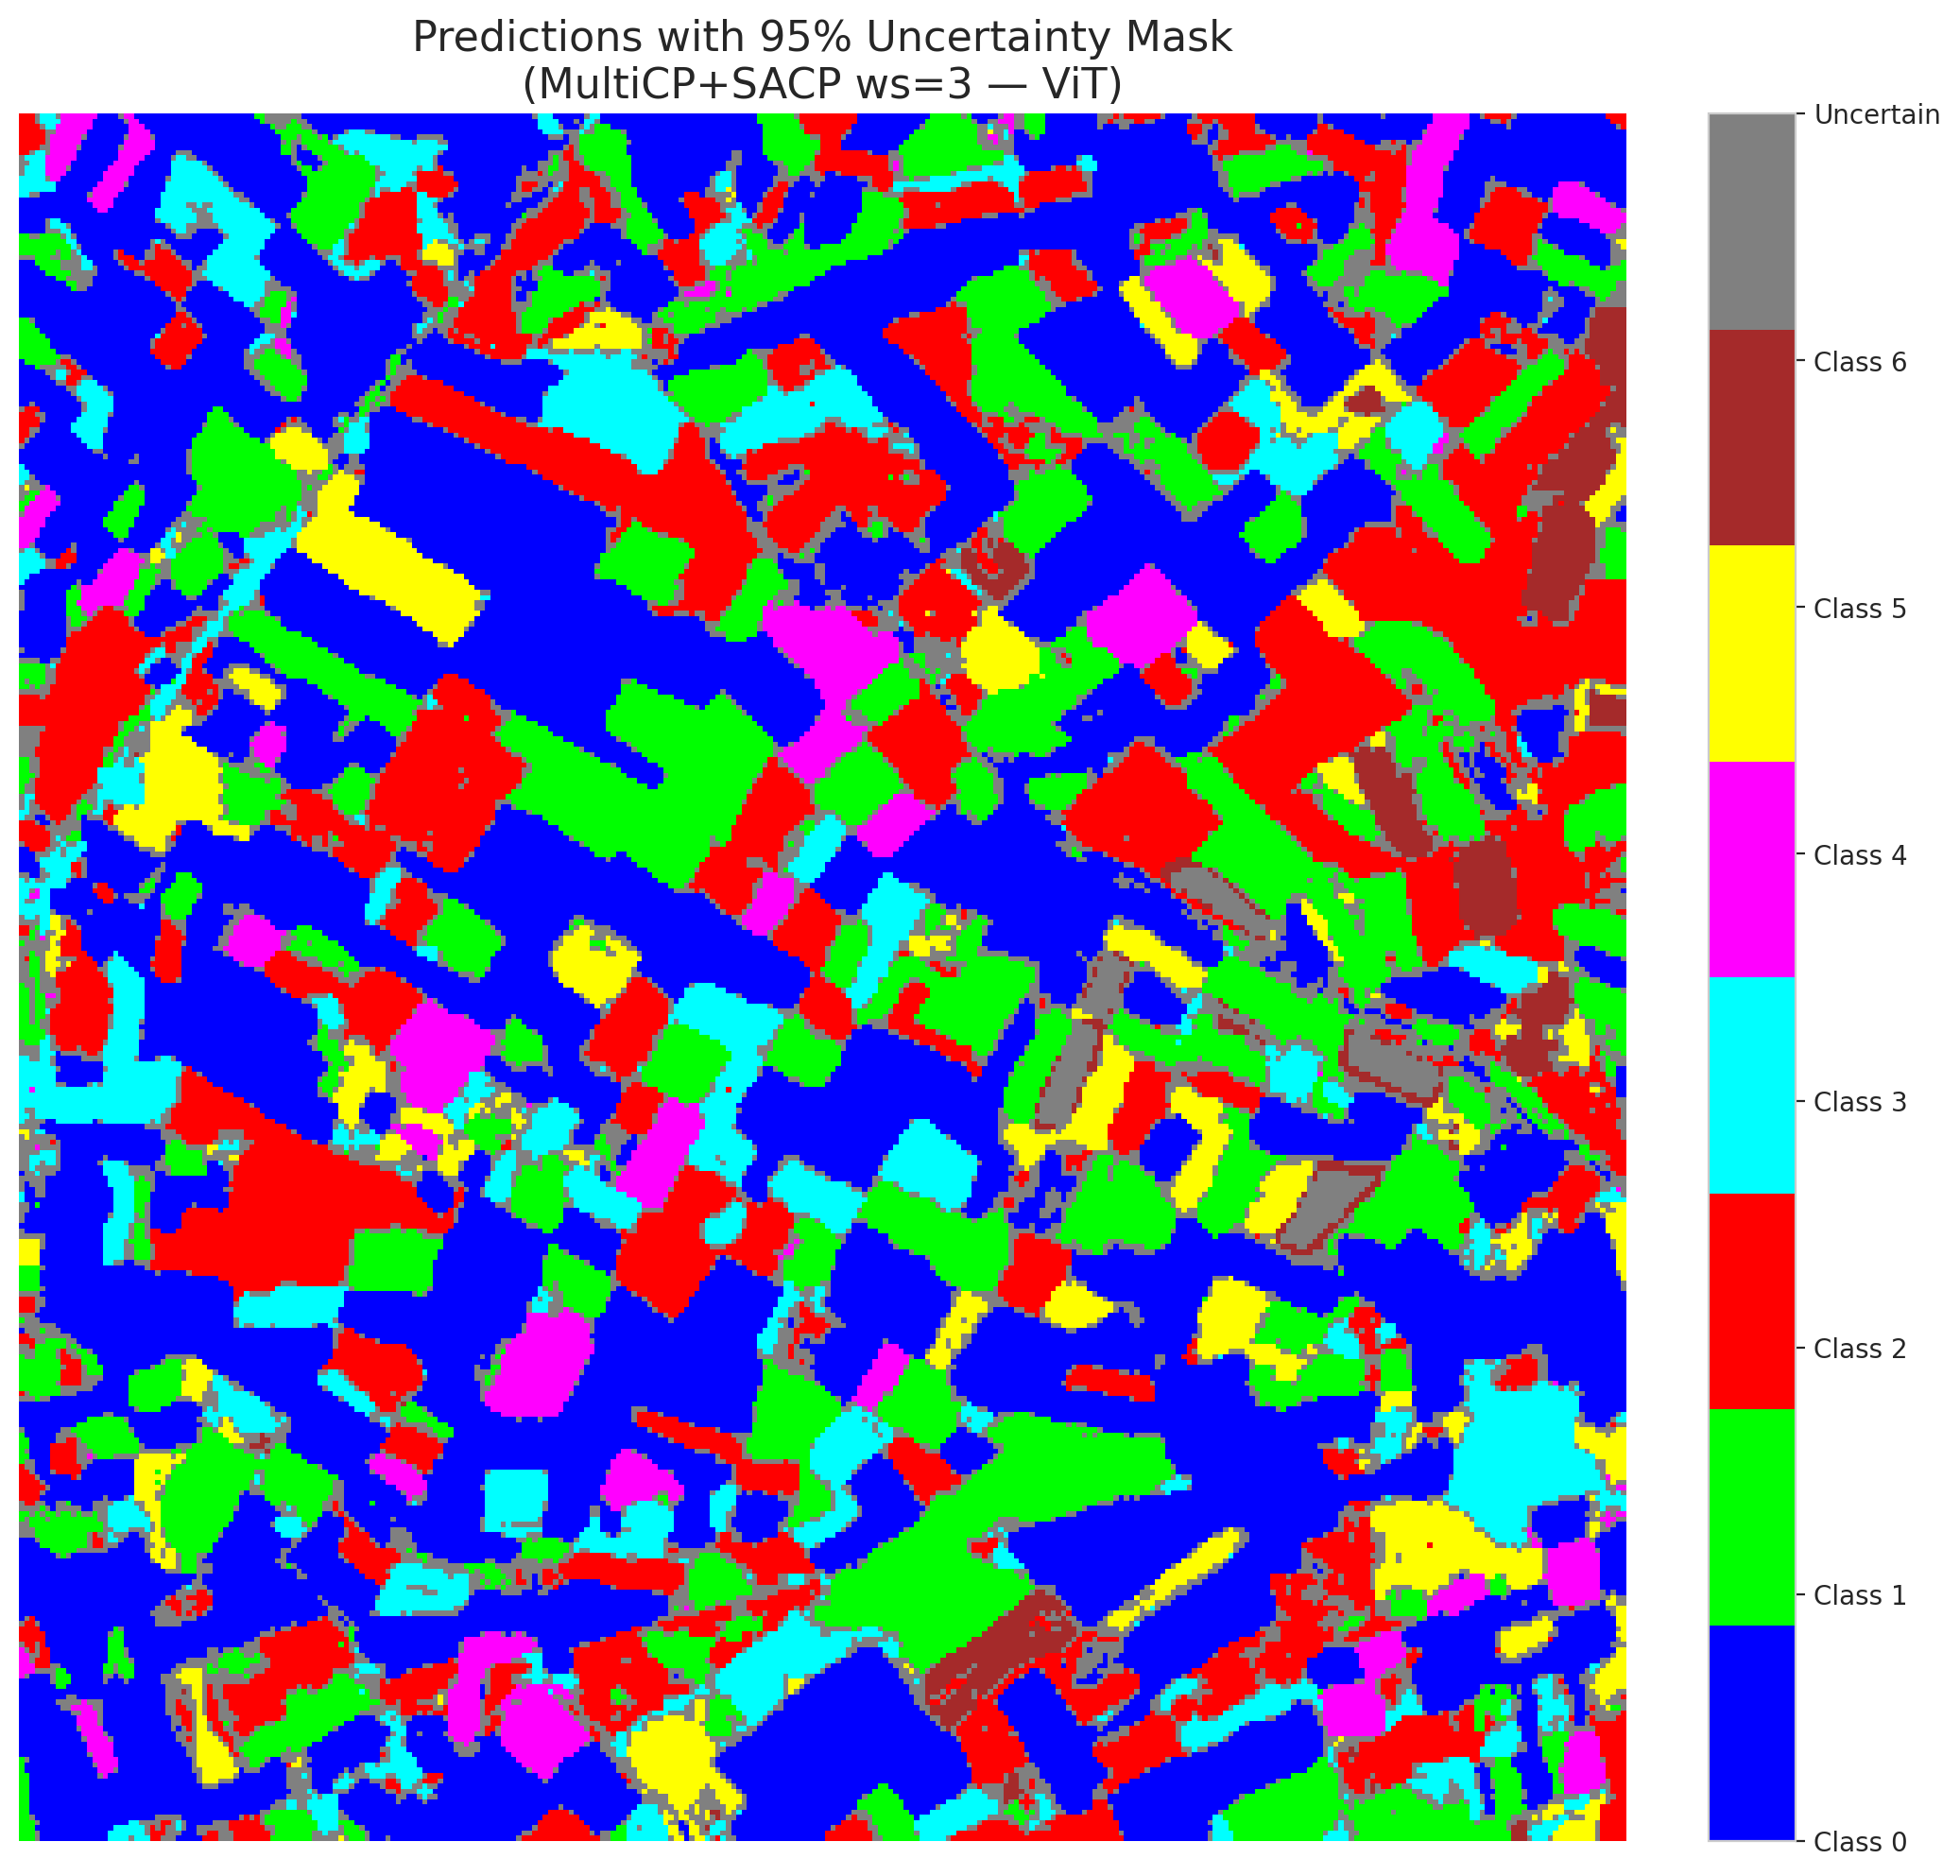 Predictions with 95% Uncertainty Mask
(MultiCP+SACP ws=3 — ViT)
Uncertain
Class 6
Class 5
Class 4
Class 3
Class 2
Class 1
Class 0